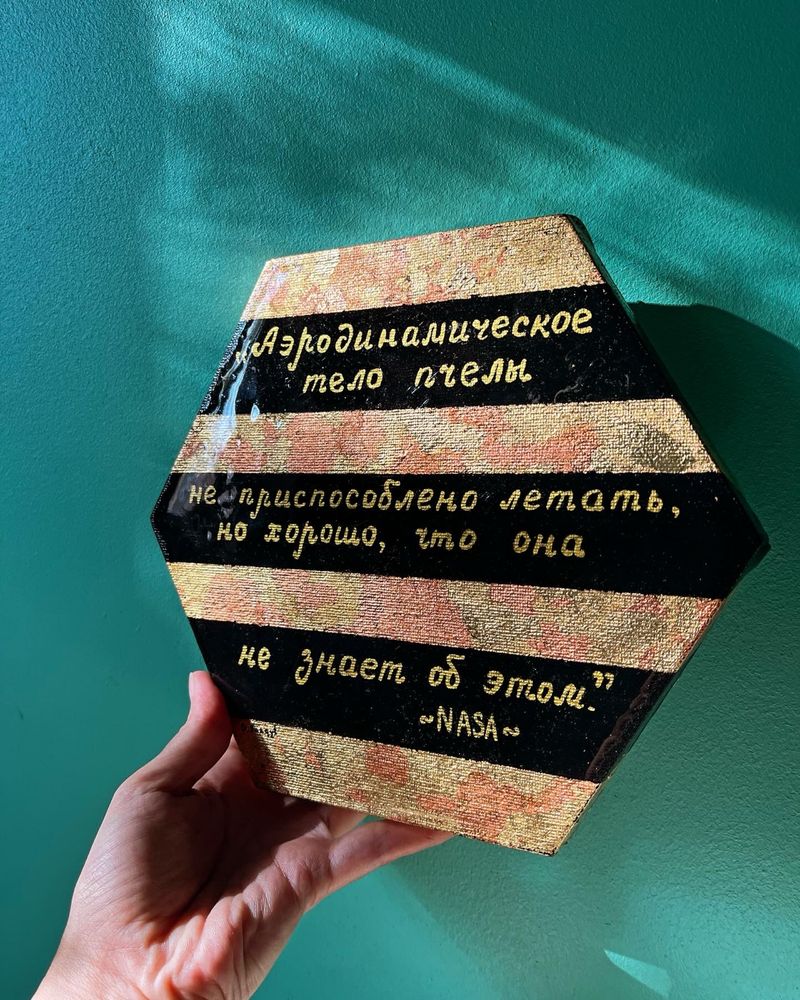 „Аэродинамическое
тело пчелы
не приспособлено летать,
но хорошо, что она
не знает об этом."
~NASA~